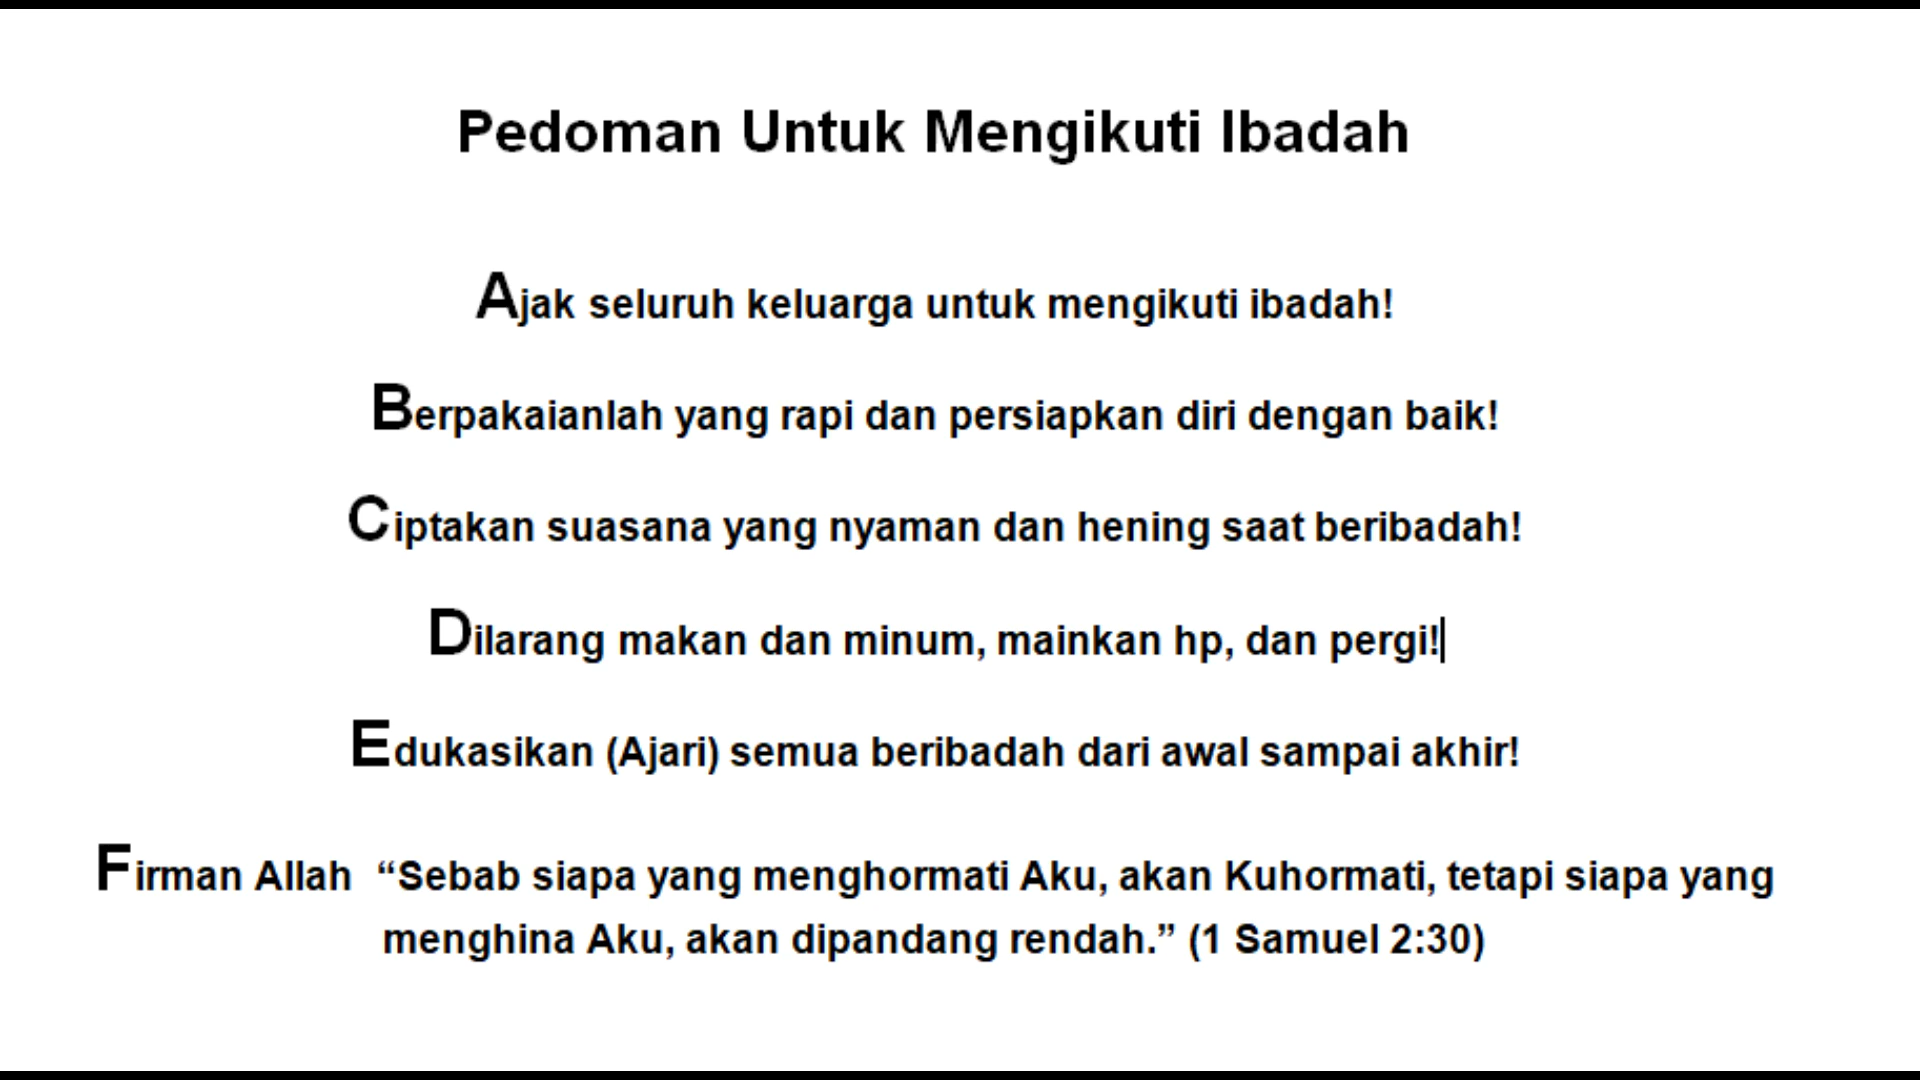 Pedoman Untuk Mengikuti Ibadah
Ajak seluruh keluarga untuk mengikuti ibadah!
Berpakaianlah yang rapi dan persiapkan diri dengan baik!
Ciptakan suasana yang nyaman dan hening saat beribadah!
Dilarang makan dan minum, mainkan hp, dan pergi!
Edukasikan (Ajari) semua beribadah dari awal sampai akhir!
Firman Allah  “Sebab siapa yang menghormati Aku, akan Kuhormati, tetapi siapa yang
menghina Aku, akan dipandang rendah.” (1 Samuel 2:30)